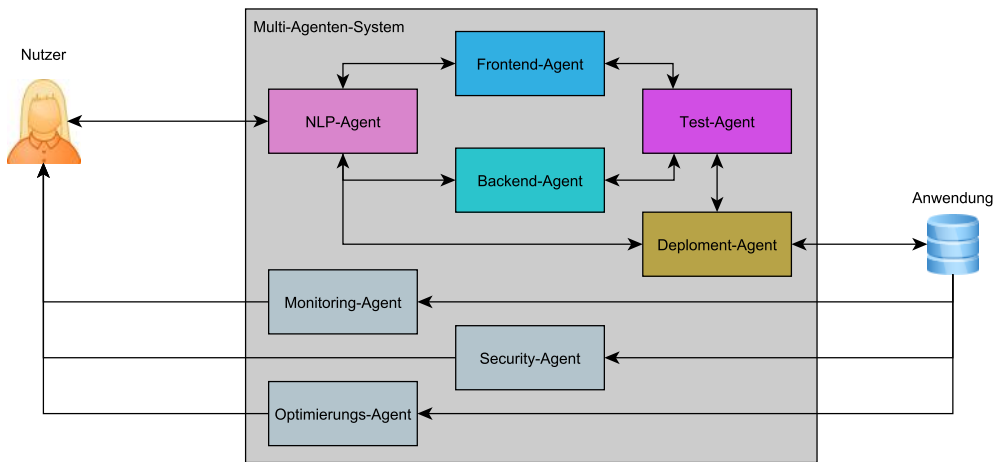 Multi-Agenten-System
Nutzer
Frontend-Agent
NLP-Agent
Test-Agent
Backend-Agent
Anwendung
Deploment-Agent
Monitoring-Agent
Security-Agent
Optimierungs-Agent